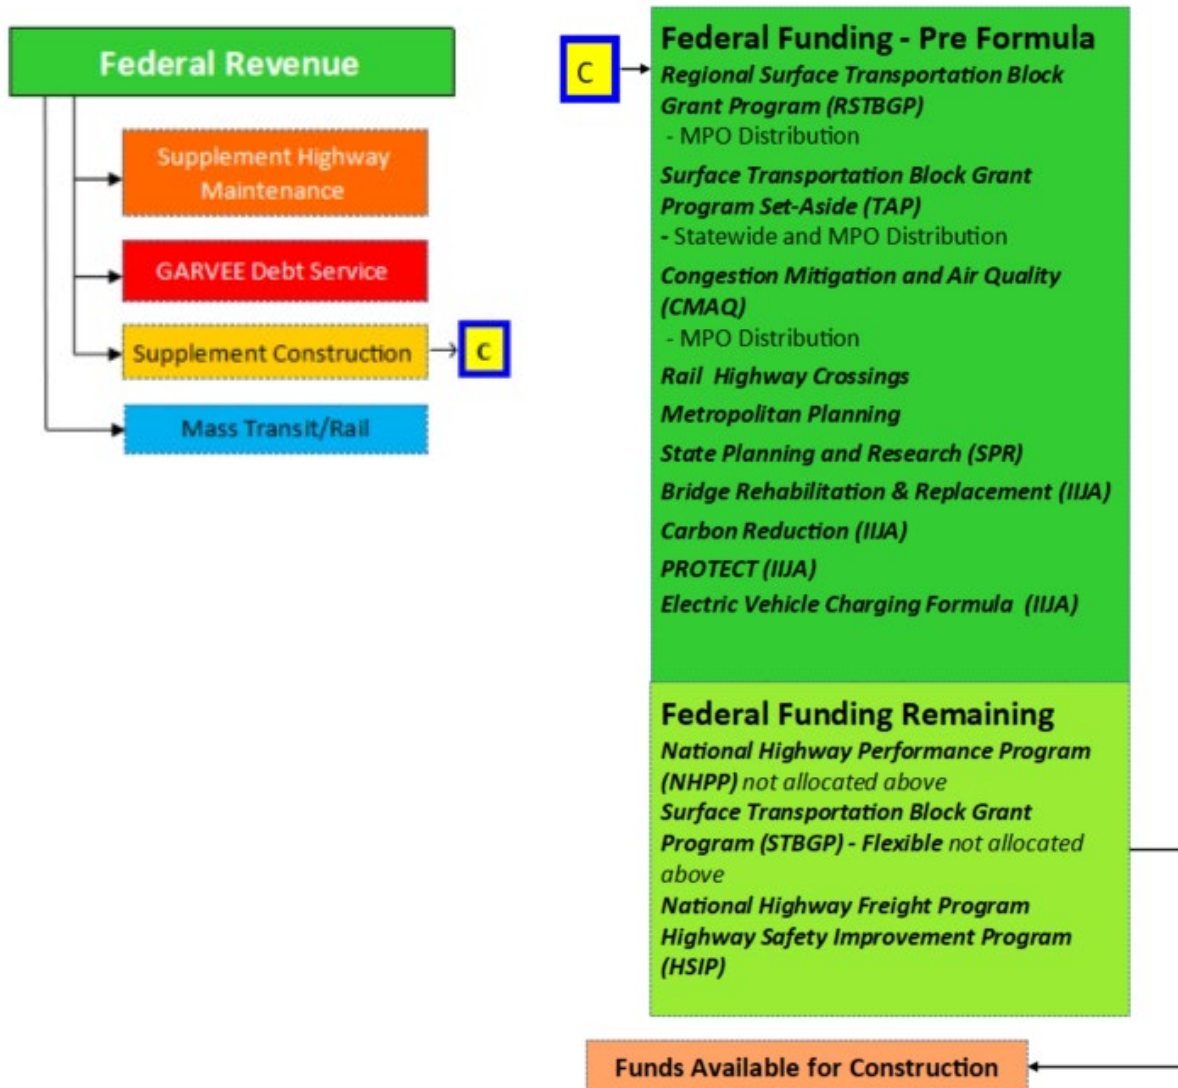 Federal Revenue
Supplement Highway
Maintenance
GARVEE Debt Service
Supplement Construction
C
Mass Transit/Rail
C
Federal Funding - Pre Formula
Regional Surface Transportation Block
Grant Program (RSTBGP)
- MPO Distribution
Surface Transportation Block Grant
Program Set-Aside (TAP)
- Statewide and MPO Distribution
Congestion Mitigation and Air Quality
(CMAQ)
- MPO Distribution
Rail Highway Crossings
Metropolitan Planning
State Planning and Research (SPR)
Bridge Rehabilitation & Replacement (IIJA)
Carbon Reduction (IIJA)
PROTECT (IIJA)
Electric Vehicle Charging Formula (IIJA)
Federal Funding Remaining
National Highway Performance Program
(NHPP) not allocated above
Surface Transportation Block Grant
Program (STBGP) - Flexible not allocated
above
National Highway Freight Program
Highway Safety Improvement Program
(HSIP)
Funds Available for Construction